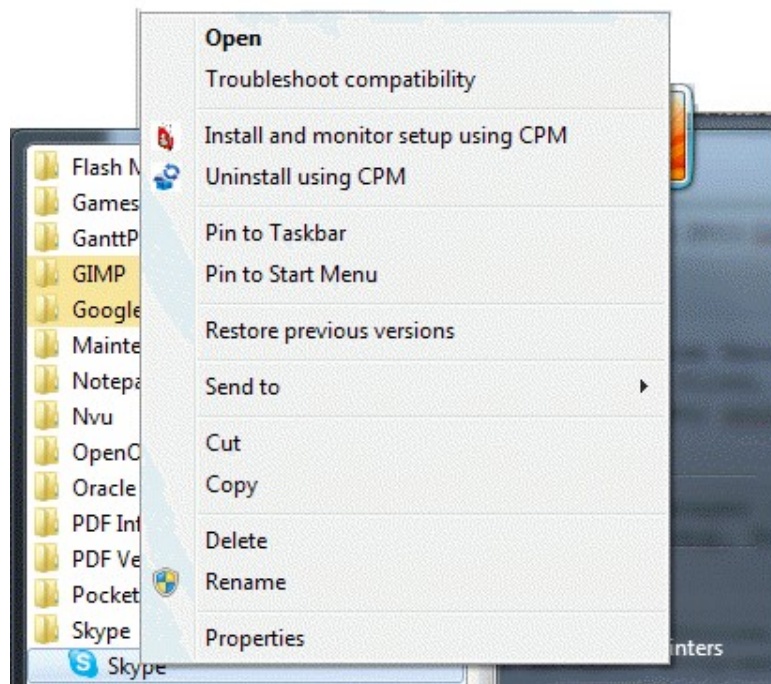 Open
Troubleshoot compatibility
Install and monitor setup using CPM
Uninstall using CPM
Pin to Taskbar
Pin to Start Menu
Restore previous versions
Send to
Cut
Copy
Delete
Rename
Properties
Flash M
Games
GanttP
GIMP
Google
Mainte
Notepa
Nvu
OpenO
Oracle
PDF Inf
PDF Ve
Pocket
Skype
Skype
inters